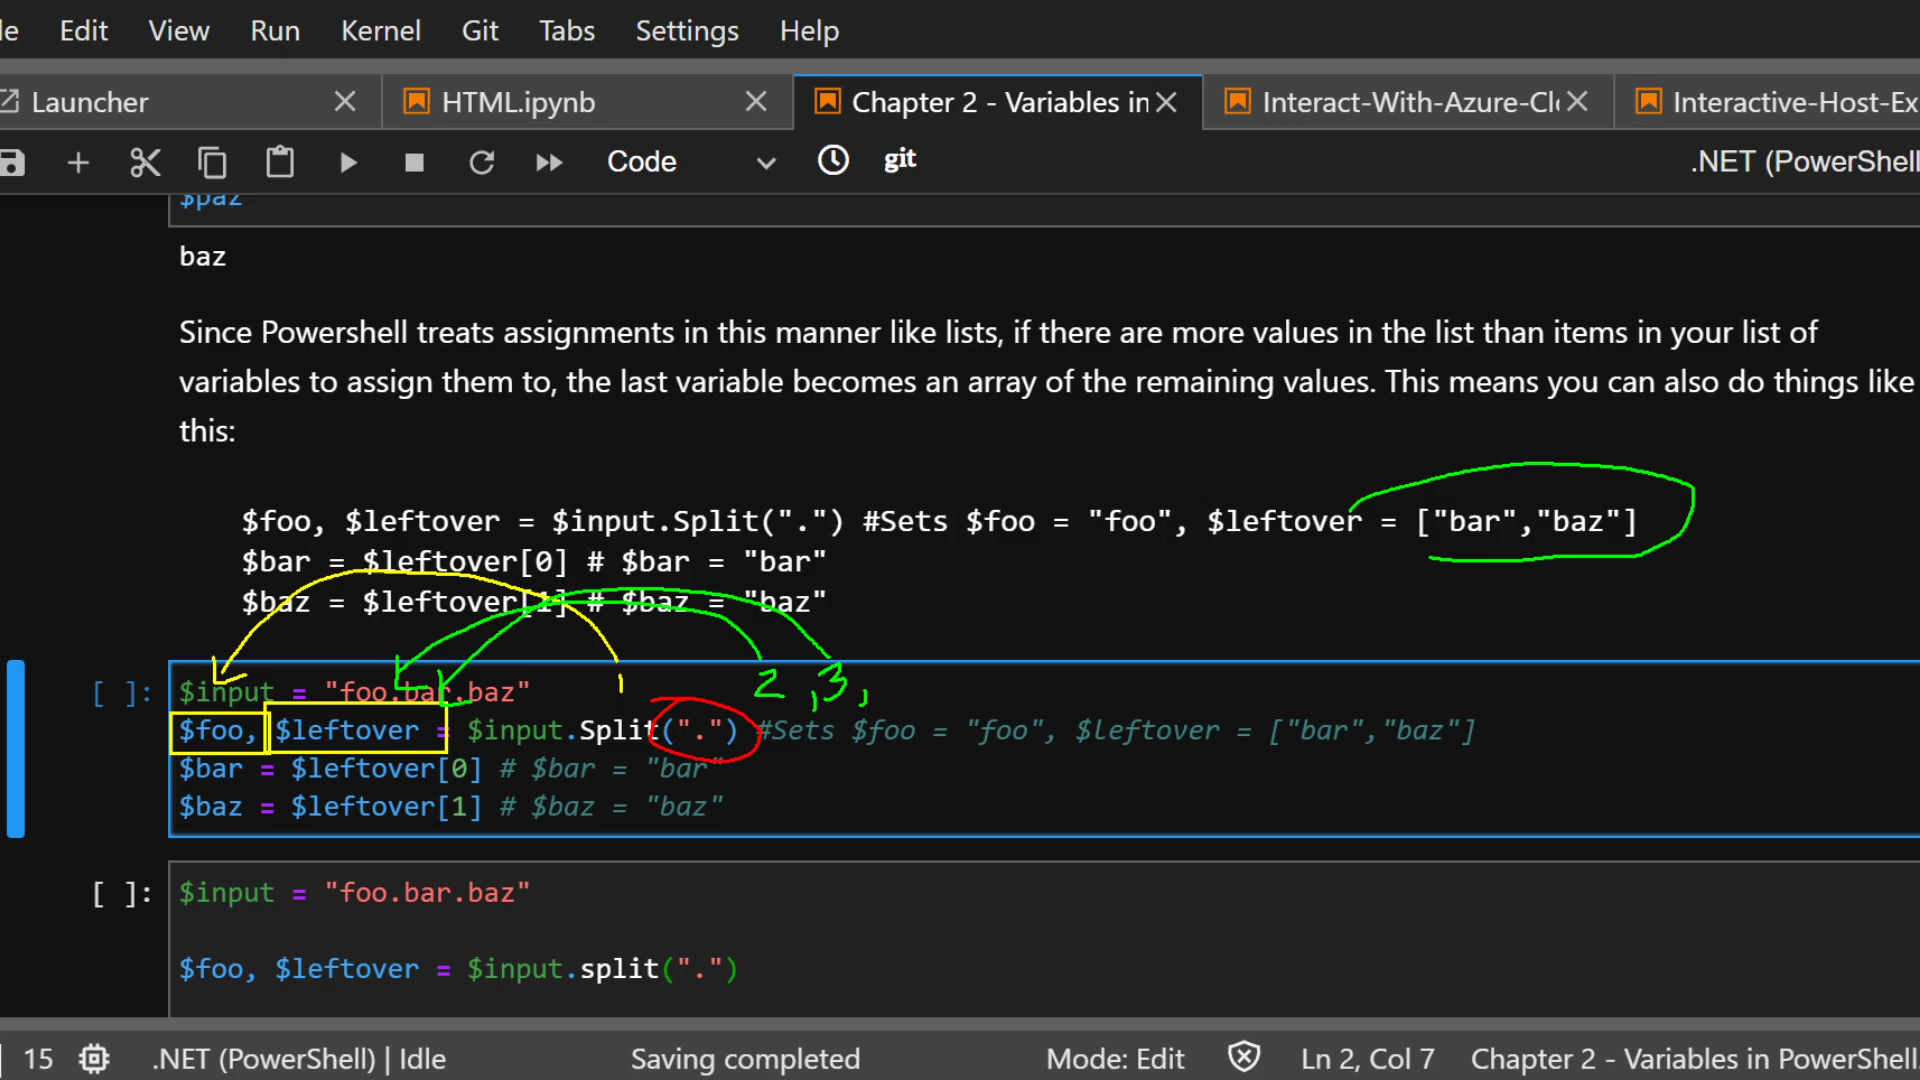 le Edit View Run Kernel Git Tabs Settings Help
Launcher HTML.ipynb Chapter 2 - Variables in Interact-With-Azure-Cl Interactive-Host-Ex
Code git .NET (PowerShell
baz
Since Powershell treats assignments in this manner like lists, if there are more values in the list than items in your list of
variables to assign them to, the last variable becomes an array of the remaining values. This means you can also do things like
this:
$foo, $leftover = $input.Split(".") #Sets $foo = "foo", $leftover = ["bar","baz"]
$bar = $leftover[0] # $bar = "bar"
$baz = $leftover[1] # $baz = "baz"
1 2 ,3,
[ ]: $input = "foo.bar.baz"
$foo, $leftover = $input.Split(".") #Sets $foo = "foo", $leftover = ["bar","baz"]
$bar = $leftover[0] # $bar = "bar"
$baz = $leftover[1] # $baz = "baz"
[ ]: $input = "foo.bar.baz"
$foo, $leftover = $input.split(".")
15 .NET (PowerShell) | Idle Saving completed Mode: Edit Ln 2, Col 7 Chapter 2 - Variables in PowerShell